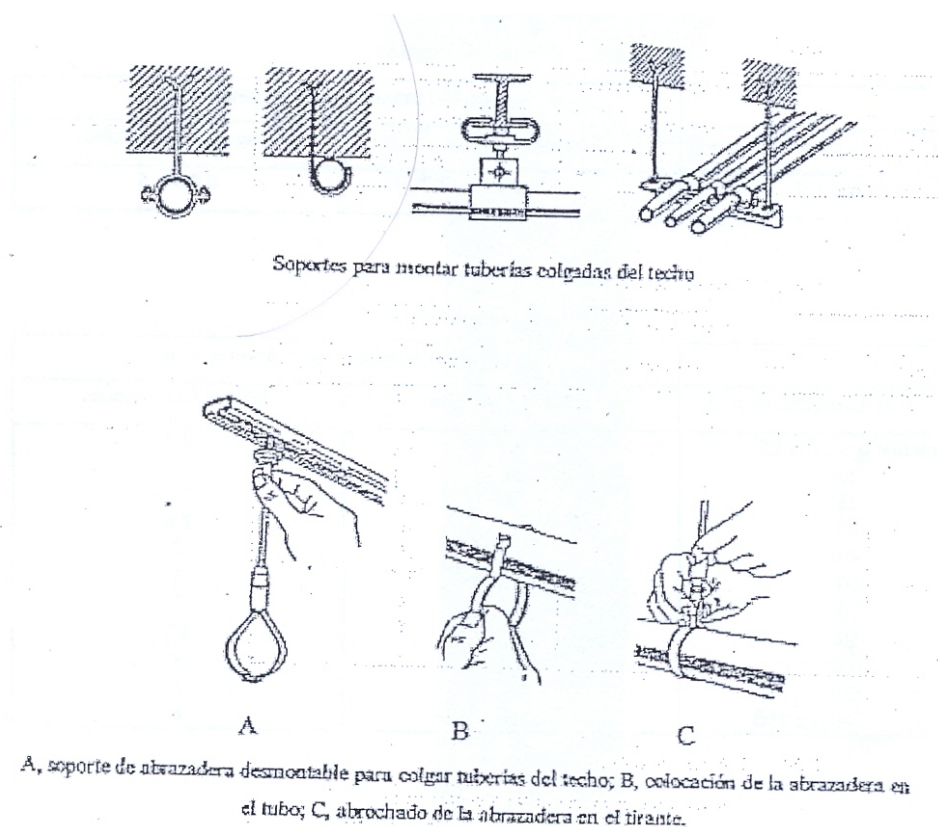 Soportes para montar tuberías colgadas del techo
A
B
C
A, soporte de abrazadera desmontable para colgar tuberías del techo; B, colocación de la abrazadera en
el tubo; C, abrochado de la abrazadera en el tirante.